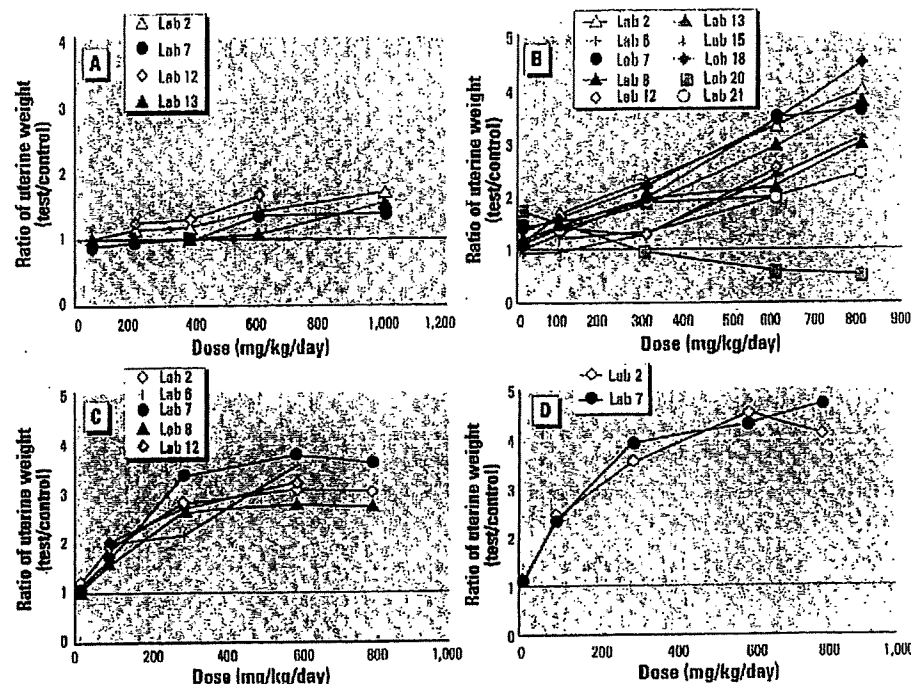 A
Lab 2
Lab 7
Lab 12
Lab 13
Ratio of uterine weight
(test/control)
4
3
2
1
0
0 200 400 600 800 1,000 1,200
Dose (mg/kg/day)
B
Lab 2 Lab 13
Lab 6 Lab 15
Lab 7 Lab 18
Lab 8 Lab 20
Lab 12 Lab 21
Ratio of uterine weight
(test/control)
5
4
3
2
1
0
0 100 200 300 400 500 600 700 800 900
Dose (mg/kg/day)
C
Lab 2
Lab 6
Lab 7
Lab 8
Lab 12
Ratio of uterine weight
(test/control)
5
4
3
2
1
0
0 200 400 600 800 1,000
Dose (mg/kg/day)
D
Lab 2
Lab 7
Ratio of uterine weight
(test/control)
5
4
3
2
1
0
0 200 400 600 800 1,000
Dose (mg/kg/day)